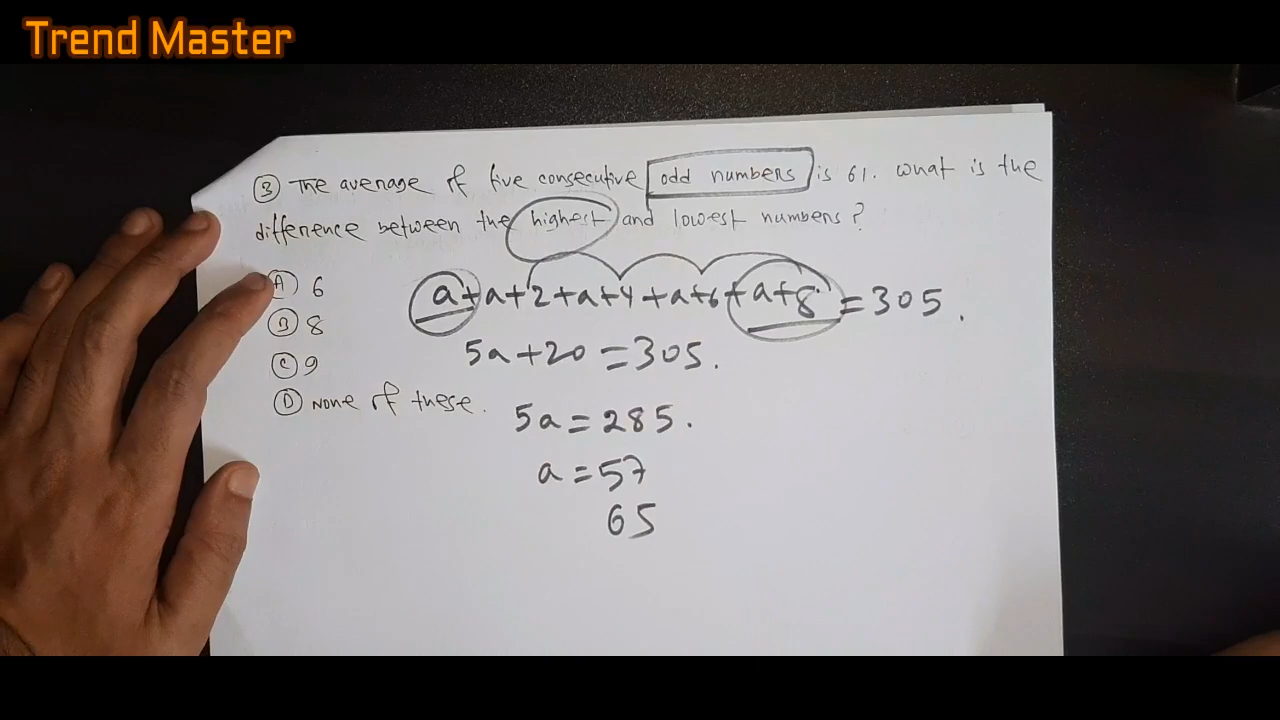 Trend Master
③ The average of five consecutive odd numbers is 61. what is the
difference between the highest and lowest numbers?
Ⓐ 6
Ⓑ 8
Ⓒ 9
Ⓓ None of these.
a+a+2+a+4+a+6+a+8=305.
5a+20=305.
5a=285.
a=57
65